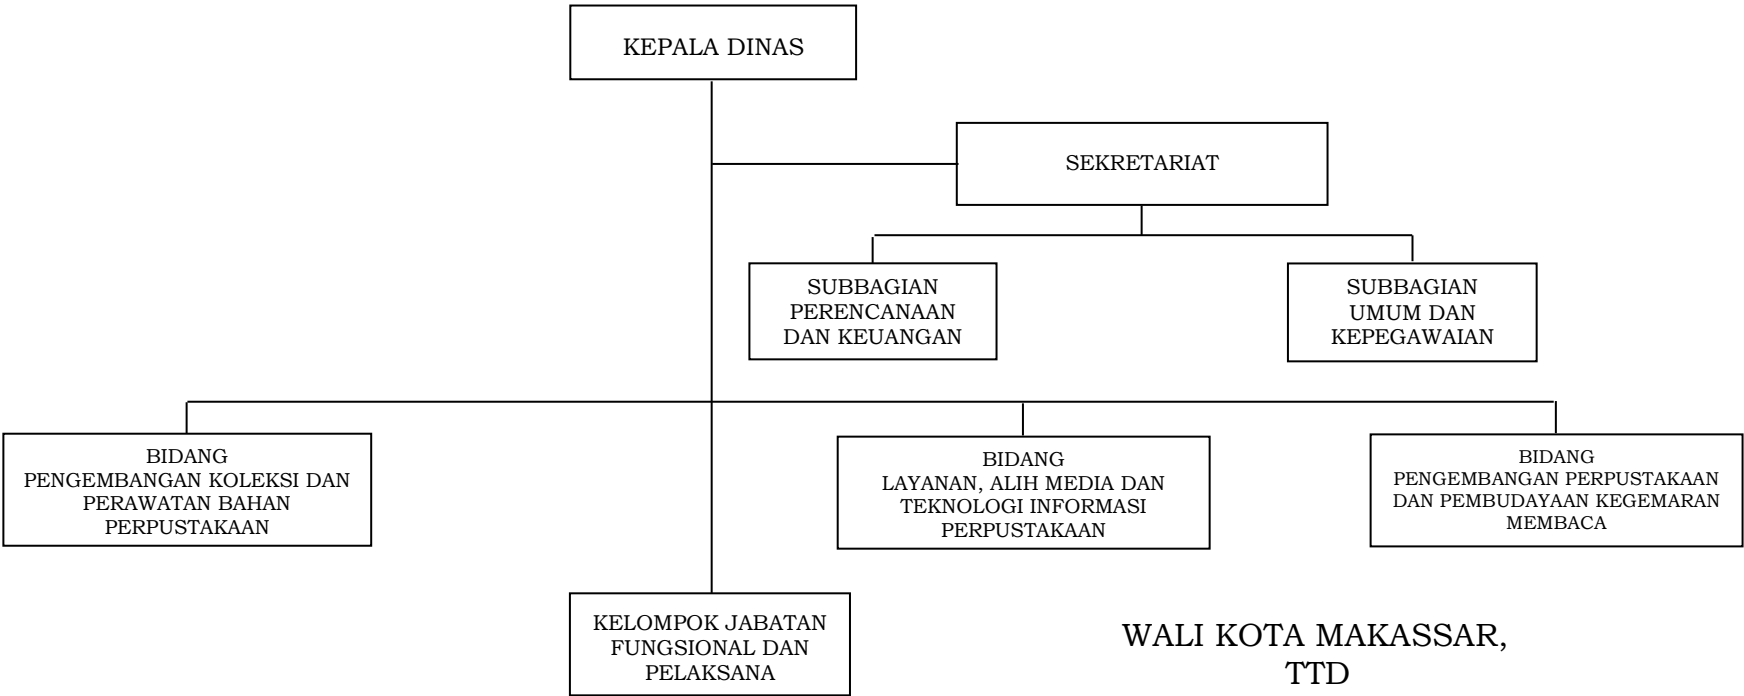 KEPALA DINAS
SEKRETARIAT
SUBBAGIAN
PERENCANAAN
DAN KEUANGAN
SUBBAGIAN
UMUM DAN
KEPEGAWAIAN
BIDANG
PENGEMBANGAN KOLEKSI DAN
PERAWATAN BAHAN
PERPUSTAKAAN
BIDANG
LAYANAN, ALIH MEDIA DAN
TEKNOLOGI INFORMASI
PERPUSTAKAAN
BIDANG
PENGEMBANGAN PERPUSTAKAAN
DAN PEMBUDAYAAN KEGEMARAN
MEMBACA
KELOMPOK JABATAN
FUNGSIONAL DAN
PELAKSANA
WALI KOTA MAKASSAR,
TTD